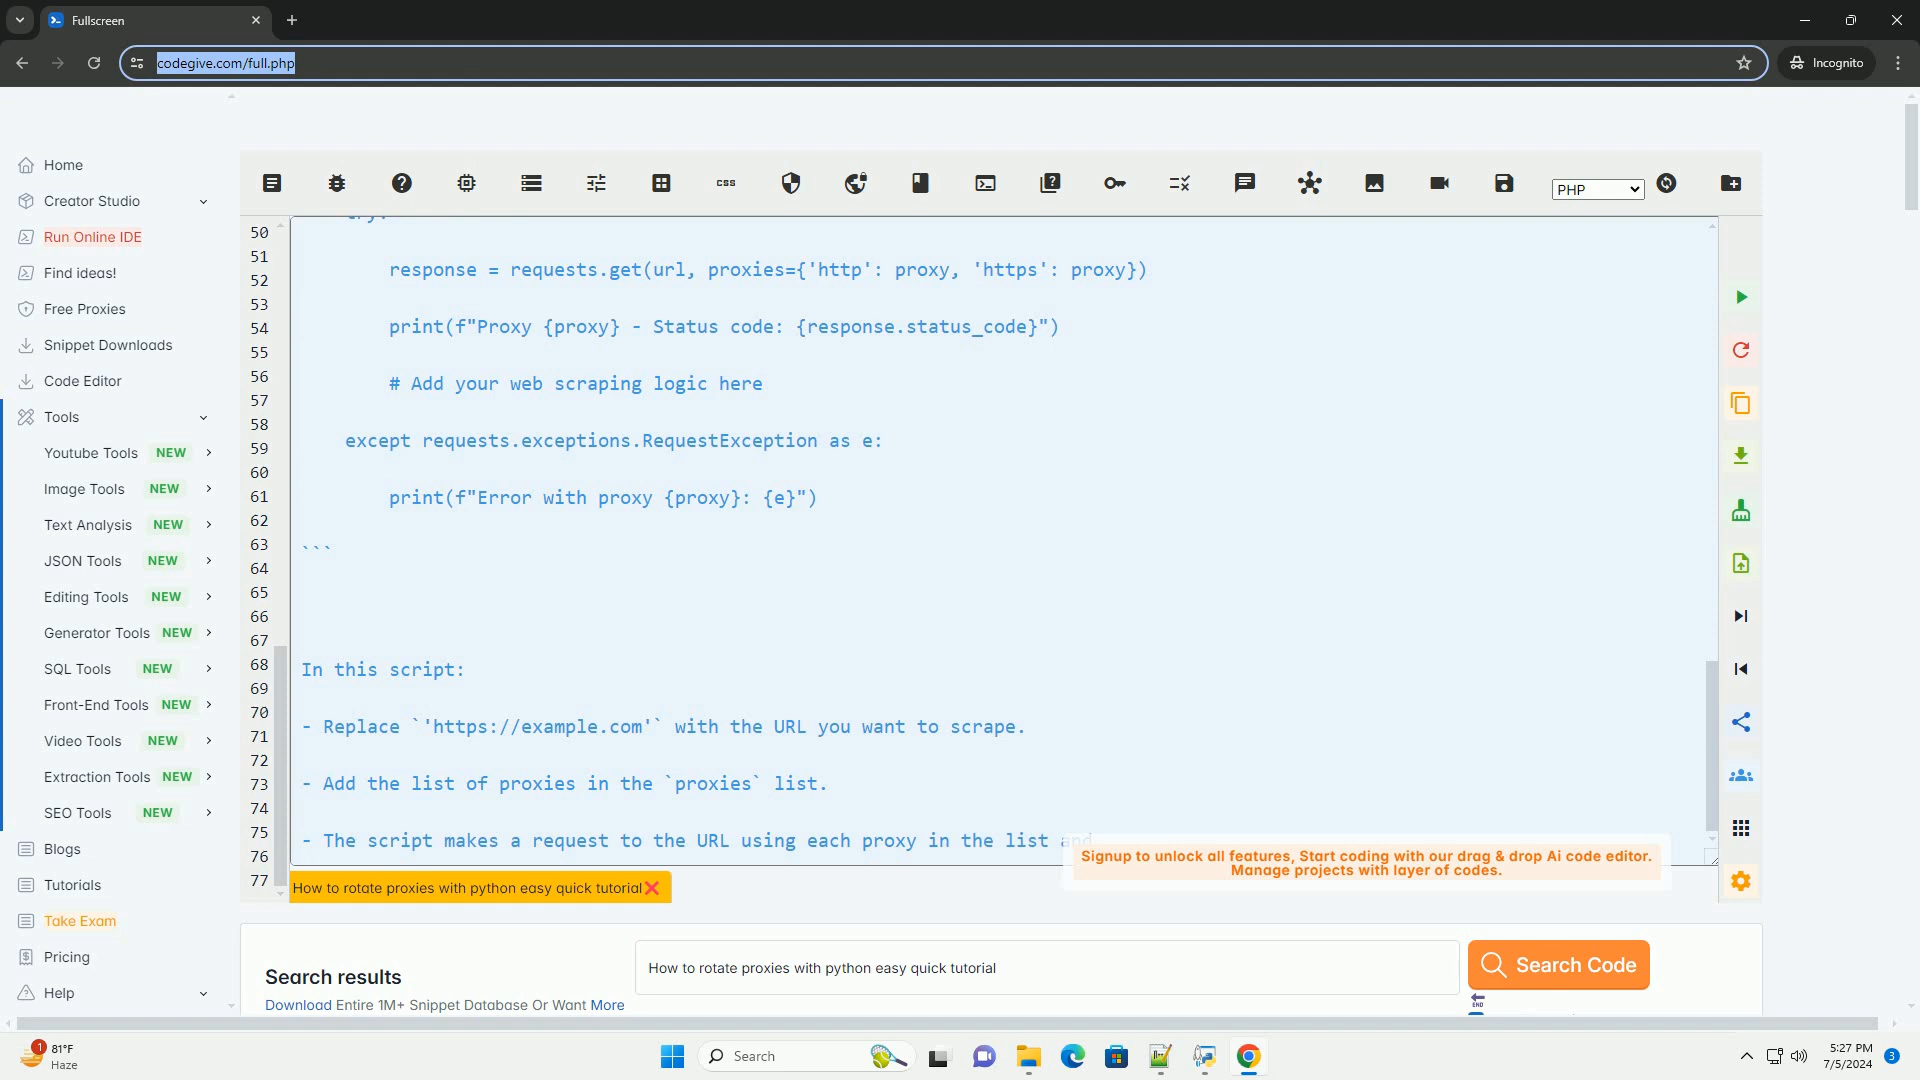 Fullscreen
codegive.com/full.php
Incognito
Home
Creator Studio
Run Online IDE
Find ideas!
Free Proxies
Snippet Downloads
Code Editor
Tools
Youtube Tools NEW
Image Tools NEW
Text Analysis NEW
JSON Tools NEW
Editing Tools NEW
Generator Tools NEW
SQL Tools NEW
Front-End Tools NEW
Video Tools NEW
Extraction Tools NEW
SEO Tools NEW
Blogs
Tutorials
Take Exam
Pricing
Help
css
PHP
50
51
52
53
54
55
56
57
58
59
60
61
62
63
64
65
66
67
68
69
70
71
72
73
74
75
76
77
try:
response = requests.get(url, proxies={'http': proxy, 'https': proxy})
print(f"Proxy {proxy} - Status code: {response.status_code}")
# Add your web scraping logic here
except requests.exceptions.RequestException as e:
print(f"Error with proxy {proxy}: {e}")
```
In this script:
- Replace `'https://example.com'` with the URL you want to scrape.
- Add the list of proxies in the `proxies` list.
- The script makes a request to the URL using each proxy in the list and
Signup to unlock all features, Start coding with our drag & drop Ai code editor.
Manage projects with layer of codes.
How to rotate proxies with python easy quick tutorial
Search results
Download Entire 1M+ Snippet Database Or Want More
How to rotate proxies with python easy quick tutorial
Search Code
END
1
81°F
Haze
Search
5:27 PM
7/5/2024
3